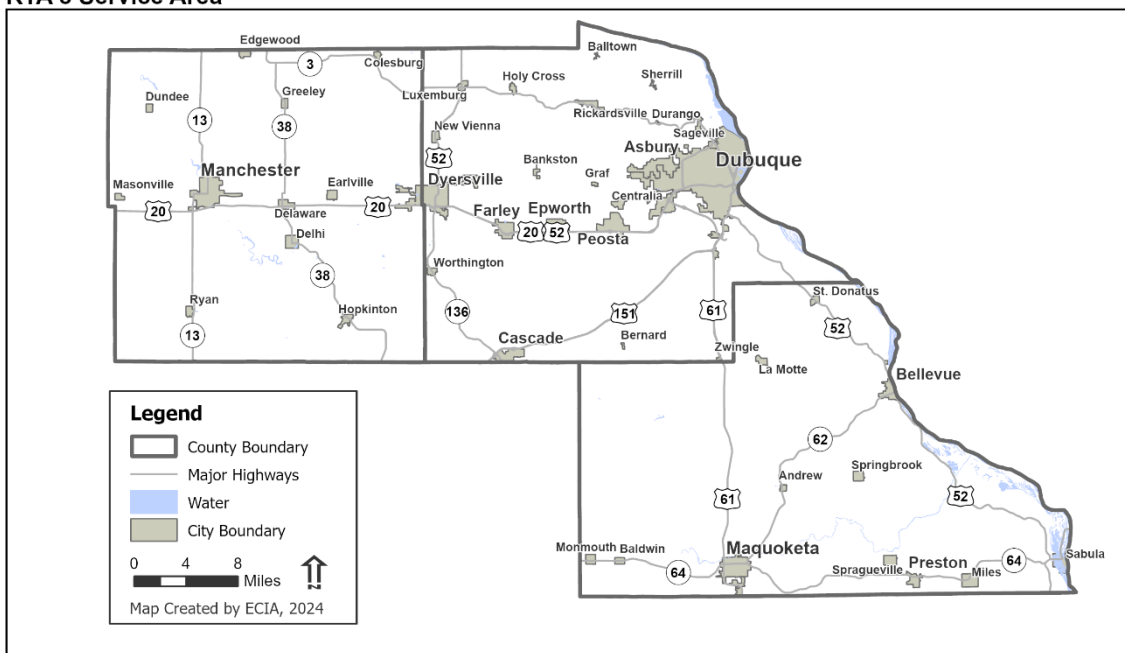 RTA 8 Service Area
Edgewood
Balltown
3
Colesburg
Sherrill
Holy Cross
Luxemburg
Dundee
Greeley
Rickardsville
Durango
13
38
New Vienna
Sageville
Asbury
52
Bankston
Dubuque
Manchester
Graf
Masonville
Earlville
Dyersville
Centralia
20
Delaware
20
Farley
Epworth
20
52
Peosta
Delhi
Worthington
38
St. Donatus
Ryan
Hopkinton
136
151
61
52
13
Cascade
Bernard
Zwingle
La Motte
Bellevue
62
Andrew
Springbrook
61
52
Monmouth
Baldwin
Maquoketa
64
Spragueville
Preston
Miles
64
Sabula
Legend
County Boundary
Major Highways
Water
City Boundary
0 4 8
Miles
N
Map Created by ECIA, 2024